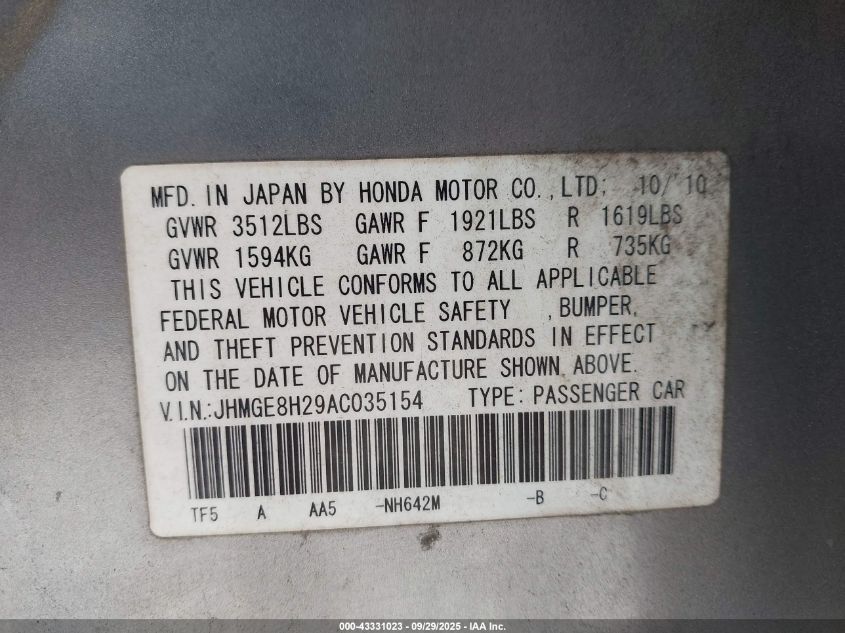 MFD. IN JAPAN BY HONDA MOTOR CO., LTD; 10/10
GVWR 3512LBS GAWR F 1921LBS R 1619LBS
GVWR 1594KG GAWR F 872KG R 735KG
THIS VEHICLE CONFORMS TO ALL APPLICABLE
FEDERAL MOTOR VEHICLE SAFETY , BUMPER,
AND THEFT PREVENTION STANDARDS IN EFFECT
ON THE DATE OF MANUFACTURE SHOWN ABOVE.
V.I.N.:JHMGE8H29AC035154 TYPE: PASSENGER CAR
TF5 A AA5 -NH642M -B -C
000-43331023 - 09/29/2025 - IAA Inc.